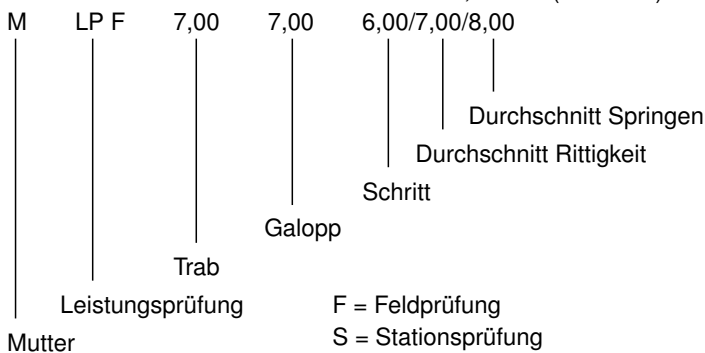 M LP F 7,00 7,00 6,00/7,00/8,00
Durchschnitt Springen
Durchschnitt Rittigkeit
Schritt
Galopp
Trab
Leistungsprüfung F = Feldprüfung
Mutter S = Stationsprüfung